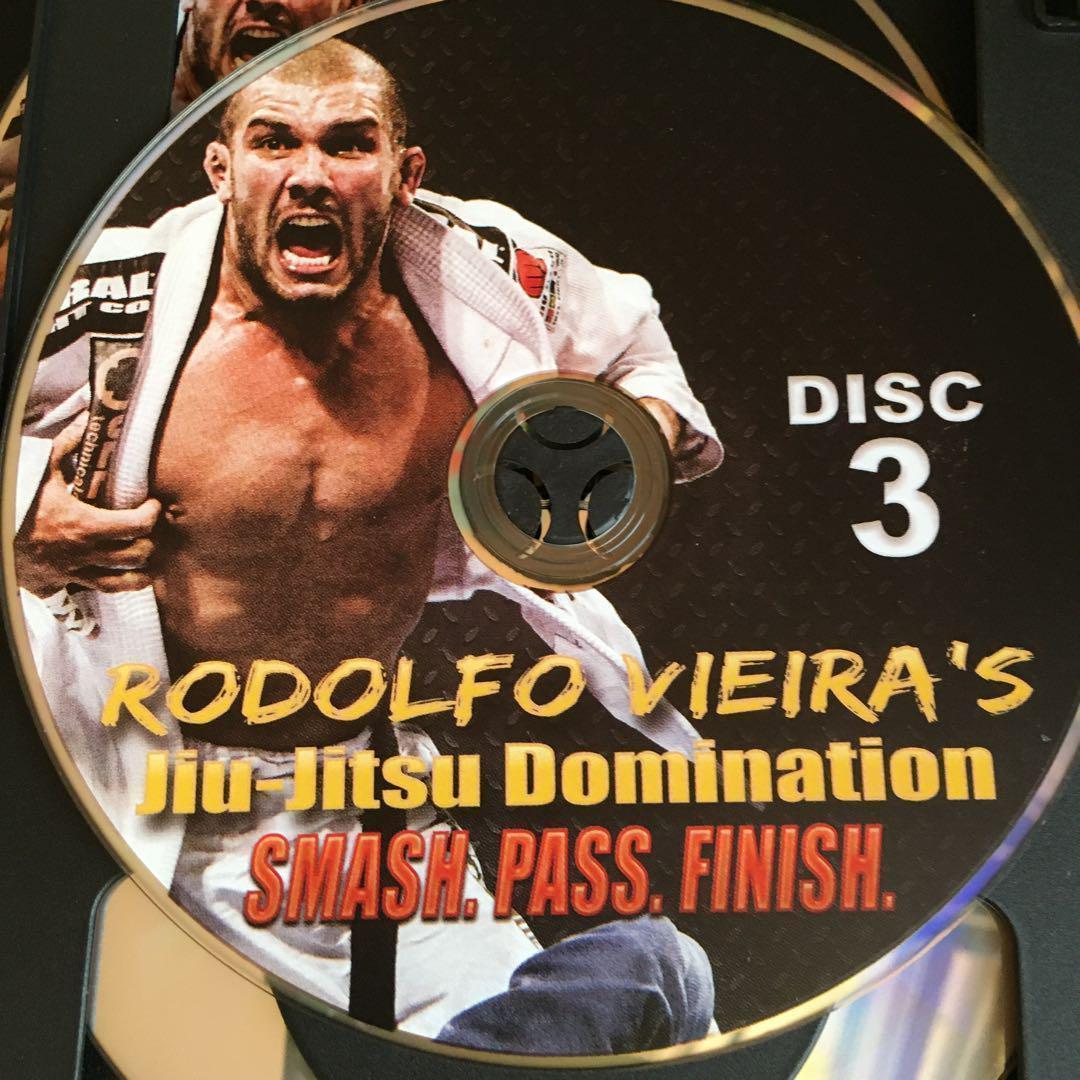 DISC
3
RODOLFO VIEIRA'S
Jiu-Jitsu Domination
SMASH. PASS. FINISH.